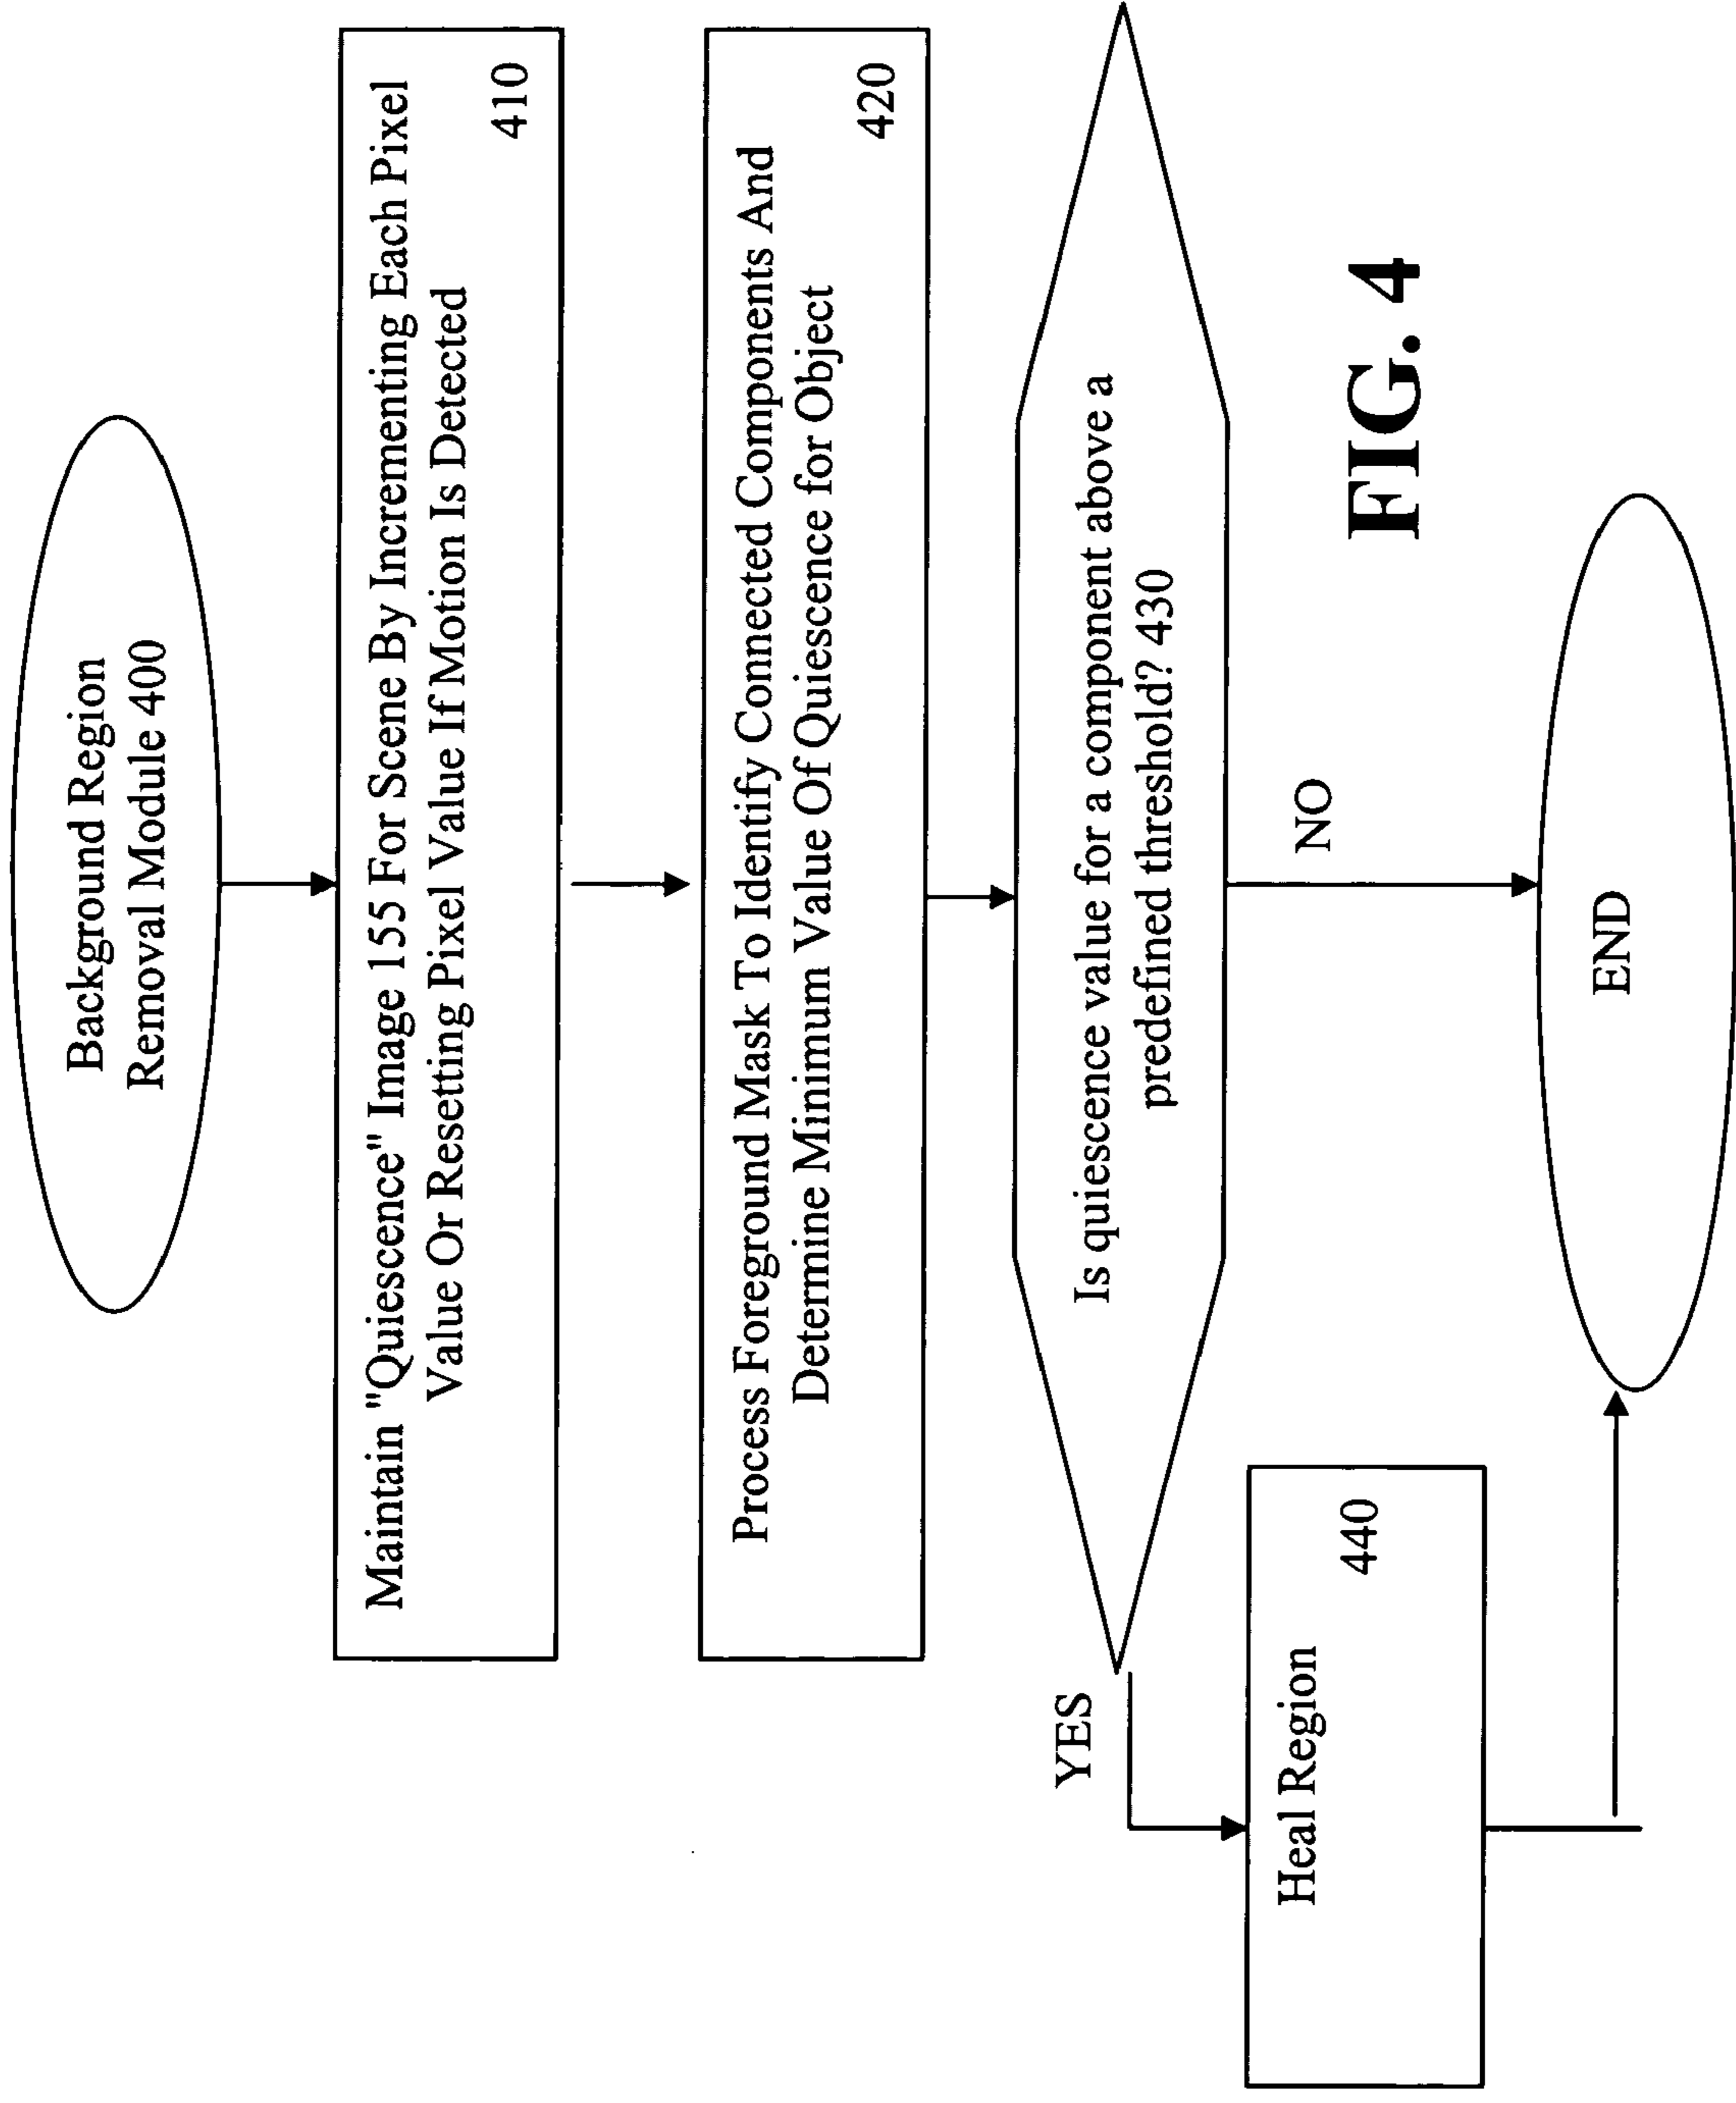 Background Region
Removal Module 400
Maintain "Quiescence" Image 155 For Scene By Incrementing Each Pixel
Value Or Resetting Pixel Value If Motion Is Detected
410
Process Foreground Mask To Identify Connected Components And
Determine Minimum Value Of Quiescence for Object
420
Is quiescence value for a component above a
predefined threshold? 430
YES
NO
Heal Region
440
END
FIG. 4